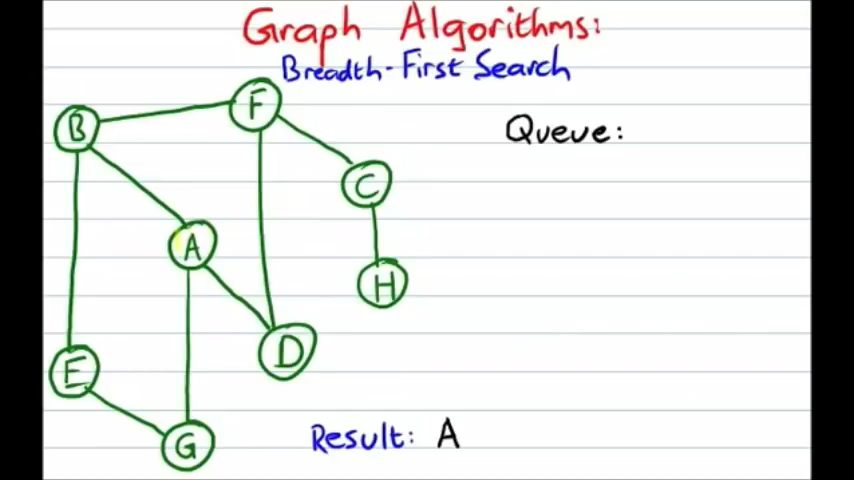 Graph Algorithms:
Breadth-First Search
F
B
Queue:
C
A
H
D
E
G
Result: A